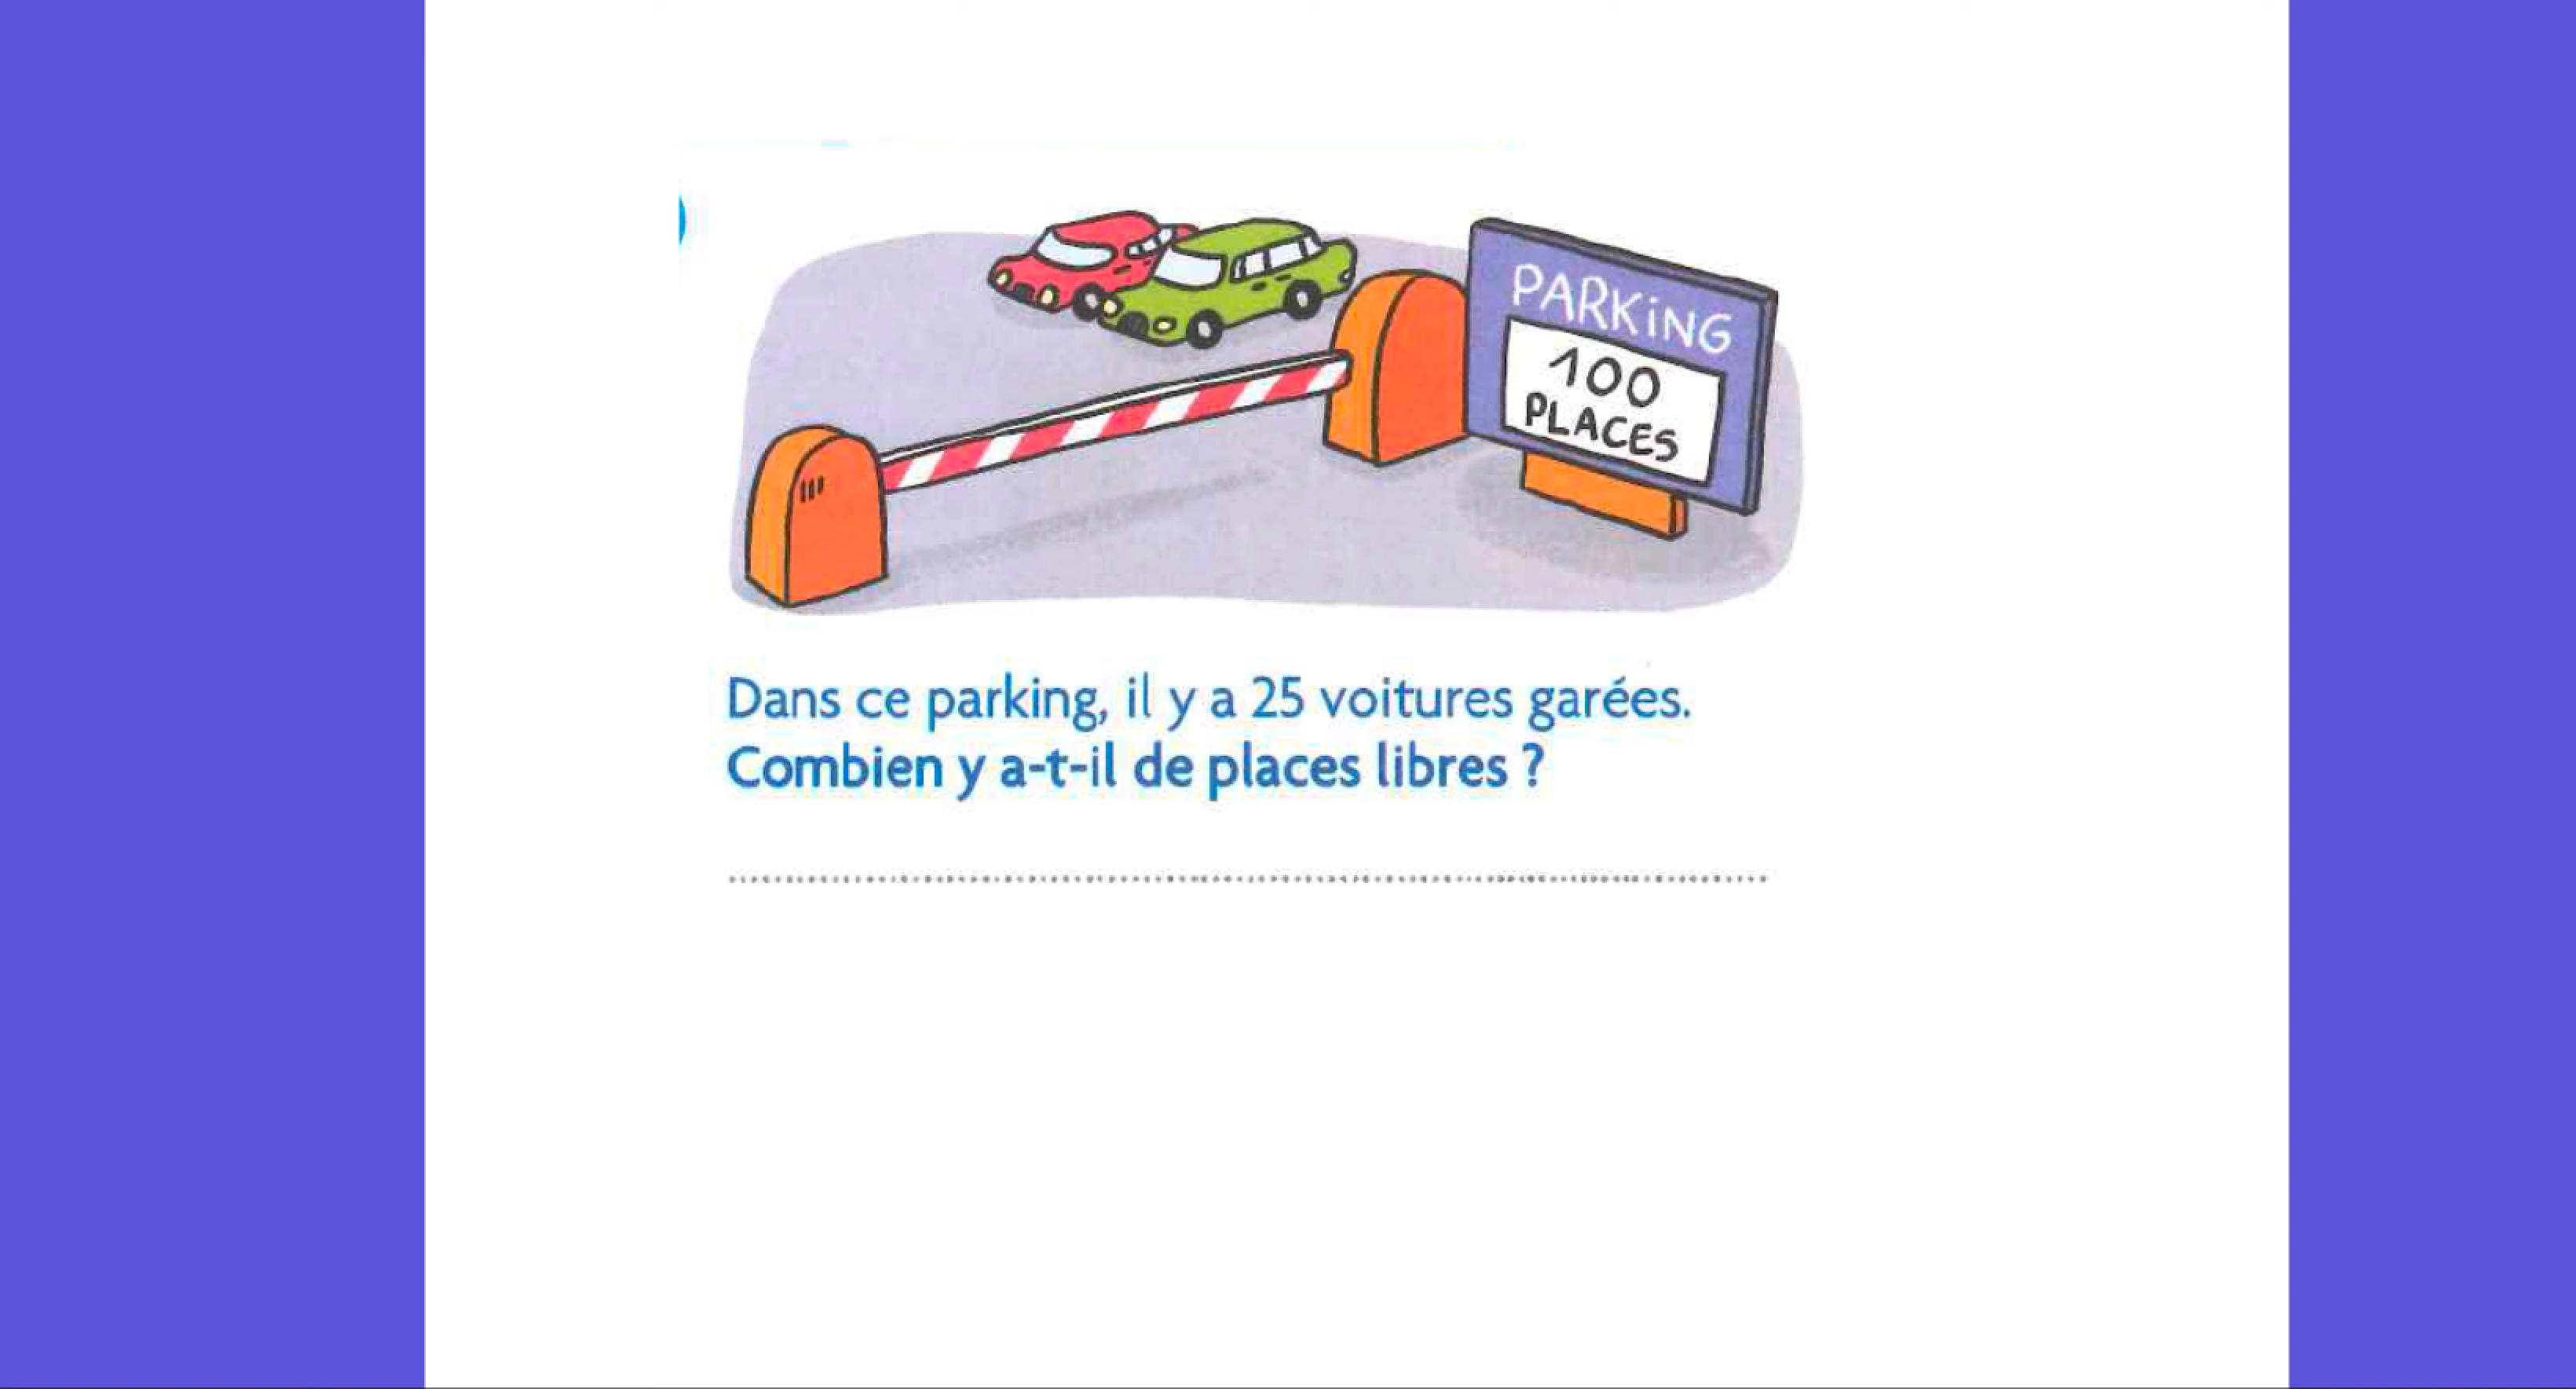 PARKiNG
100
PLACES
Dans ce parking, il y a 25 voitures garées.
Combien y a-t-il de places libres ?